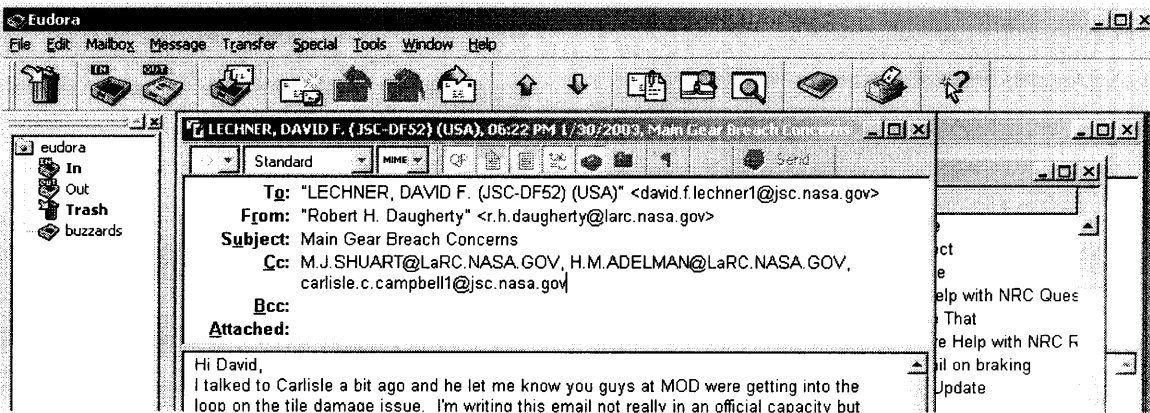 Eudora
File Edit Mailbox Message Transfer Special Tools Window Help
IN OUT
eudora
In
Out
Trash
buzzards
LECHNER, DAVID F. (JSC-DF52) (USA), 06:22 PM 1/30/2003, Main Gear Breach Concerns
Standard MIME QP Send
To: "LECHNER, DAVID F. (JSC-DF52) (USA)" <david.f.lechner1@jsc.nasa.gov>
From: "Robert H. Daugherty" <r.h.daugherty@larc.nasa.gov>
Subject: Main Gear Breach Concerns
Cc: M.J.SHUART@LaRC.NASA.GOV, H.M.ADELMAN@LaRC.NASA.GOV,
carlisle.c.campbell1@jsc.nasa.gov
Bcc:
Attached:
Hi David,
I talked to Carlisle a bit ago and he let me know you guys at MOD were getting into the
loop on the tile damage issue. I'm writing this email not really in an official capacity but
e
ct
e
elp with NRC Ques
That
e Help with NRC R
il on braking
Update